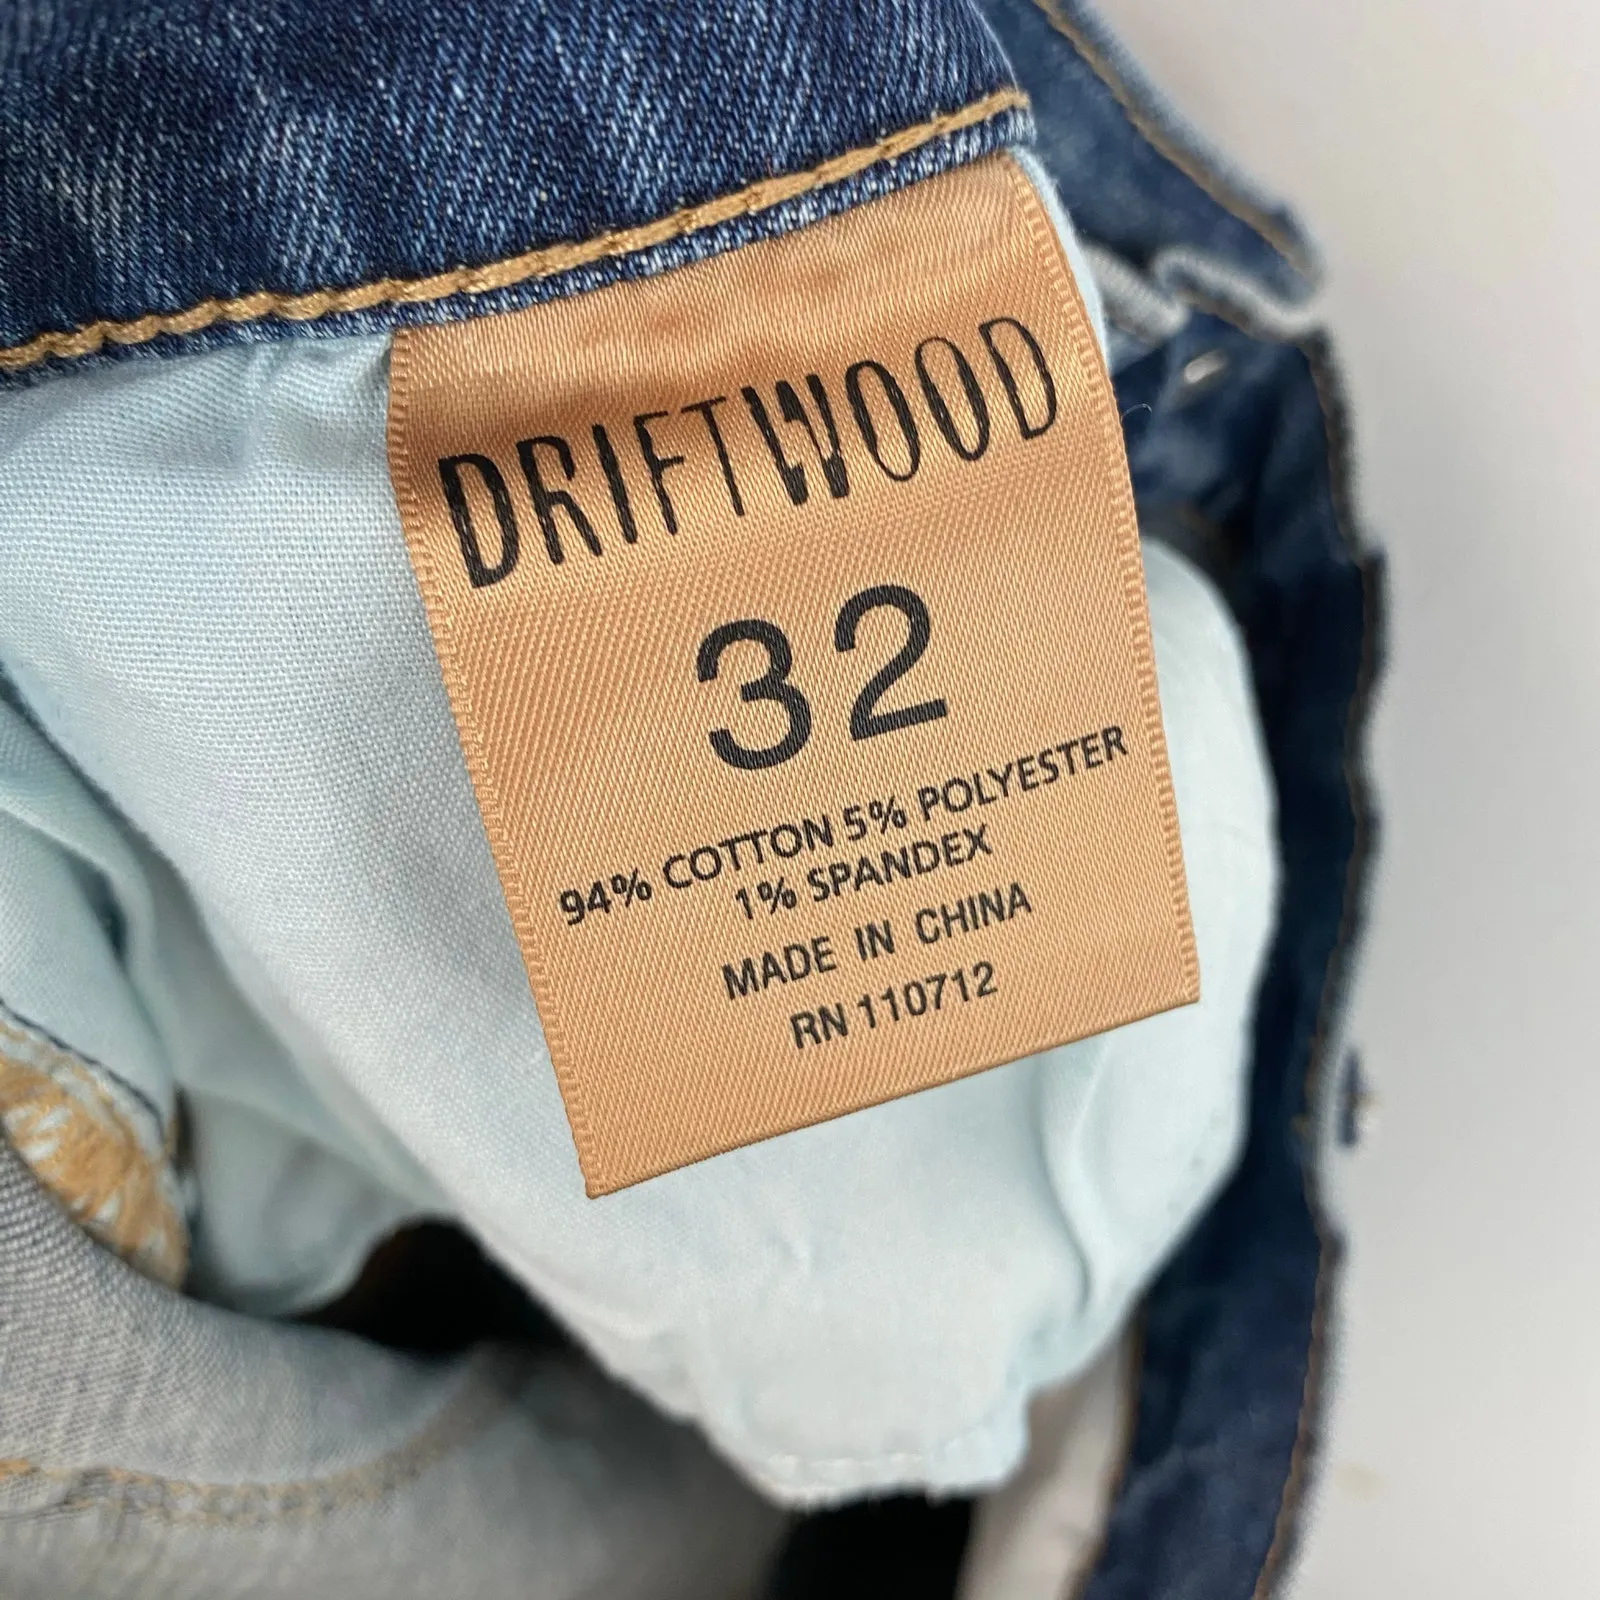 DRIFTWOOD
32
94% COTTON 5% POLYESTER
1% SPANDEX
MADE IN CHINA
RN 110712